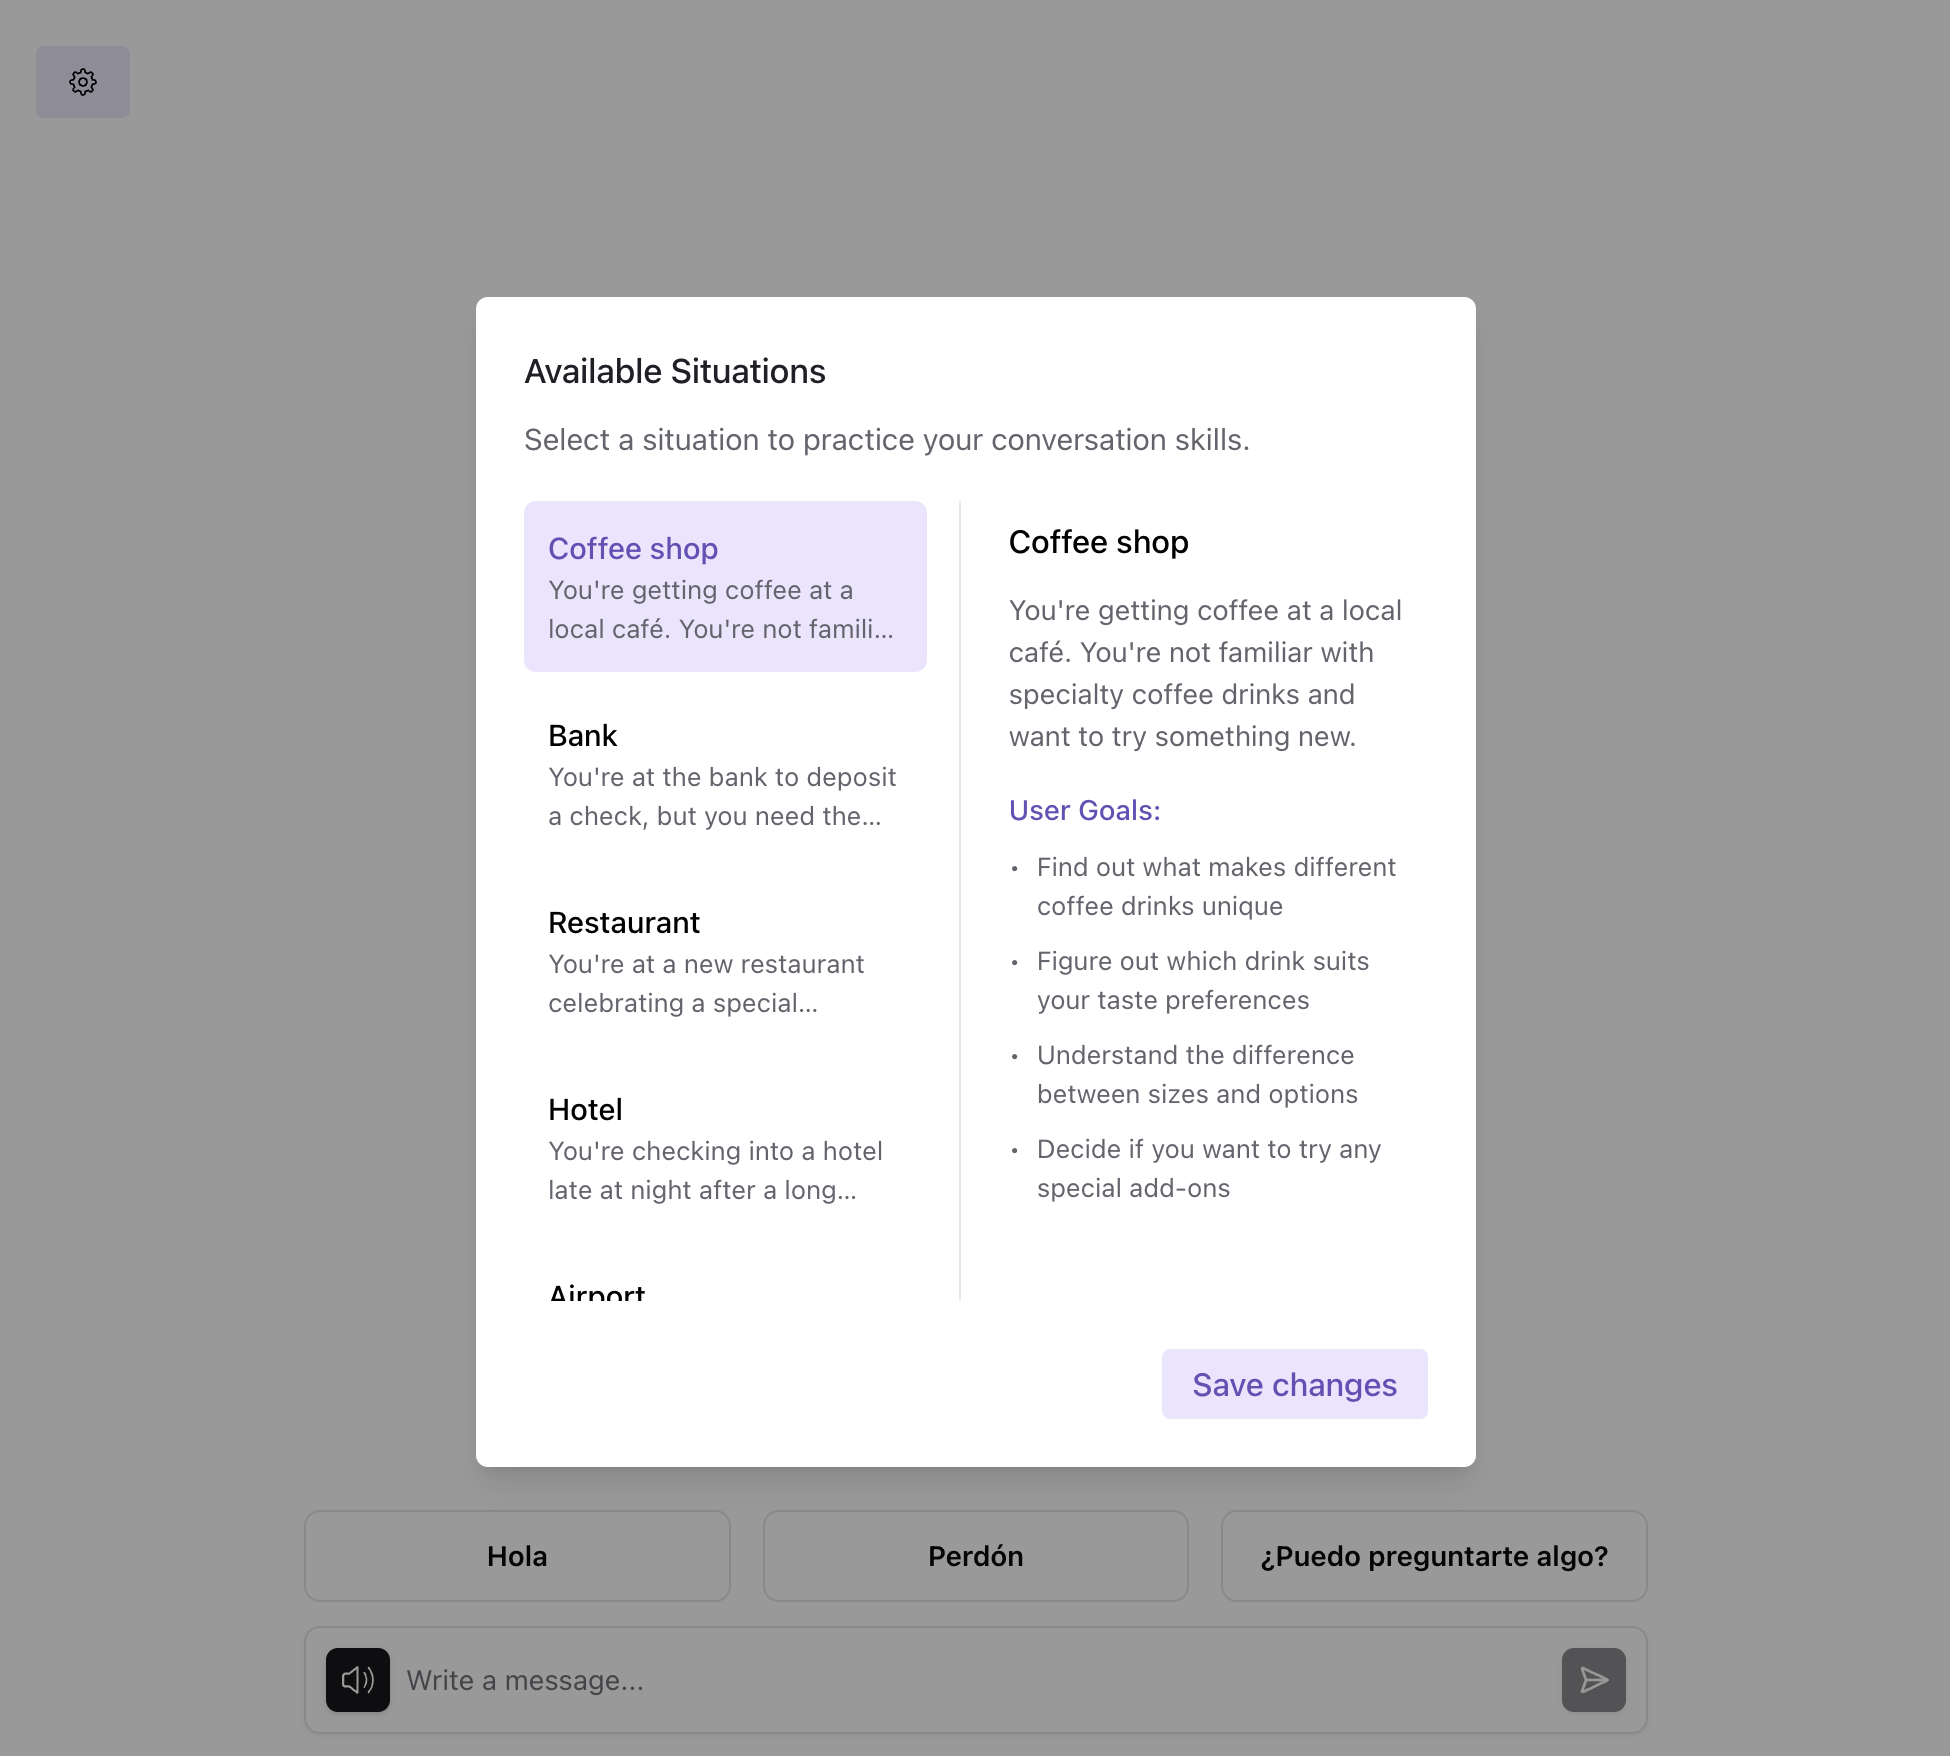 Available Situations
Select a situation to practice your conversation skills.
Coffee shop
You're getting coffee at a
local café. You're not famili...
Bank
You're at the bank to deposit
a check, but you need the...
Restaurant
You're at a new restaurant
celebrating a special...
Hotel
You're checking into a hotel
late at night after a long...
Airport
Coffee shop
You're getting coffee at a local
café. You're not familiar with
specialty coffee drinks and
want to try something new.
User Goals:
• Find out what makes different
coffee drinks unique
• Figure out which drink suits
your taste preferences
• Understand the difference
between sizes and options
• Decide if you want to try any
special add-ons
Save changes
Hola
Perdón
¿Puedo preguntarte algo?
Write a message...